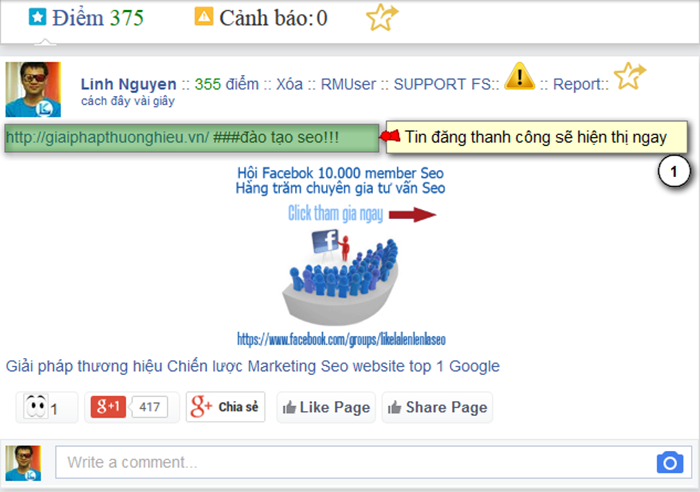 Điểm 375 Cảnh báo:0
Linh Nguyen :: 355 điểm :: Xóa :: RMUser :: SUPPORT FS:: :: Report::
cách đây vài giây
http://giaiphapthuonghieu.vn/ ###đào tạo seo!!!
Tin đăng thanh công sẽ hiện thị ngay
1
Hội Facebok 10.000 member Seo
Hàng trăm chuyên gia tư vấn Seo
Click tham gia ngay
https://www.facebook.com/groups/likelalenlenlaseo
Giải pháp thương hiệu Chiến lược Marketing Seo website top 1 Google
1 g+1 417 g+ Chia sẻ Like Page Share Page
Write a comment...